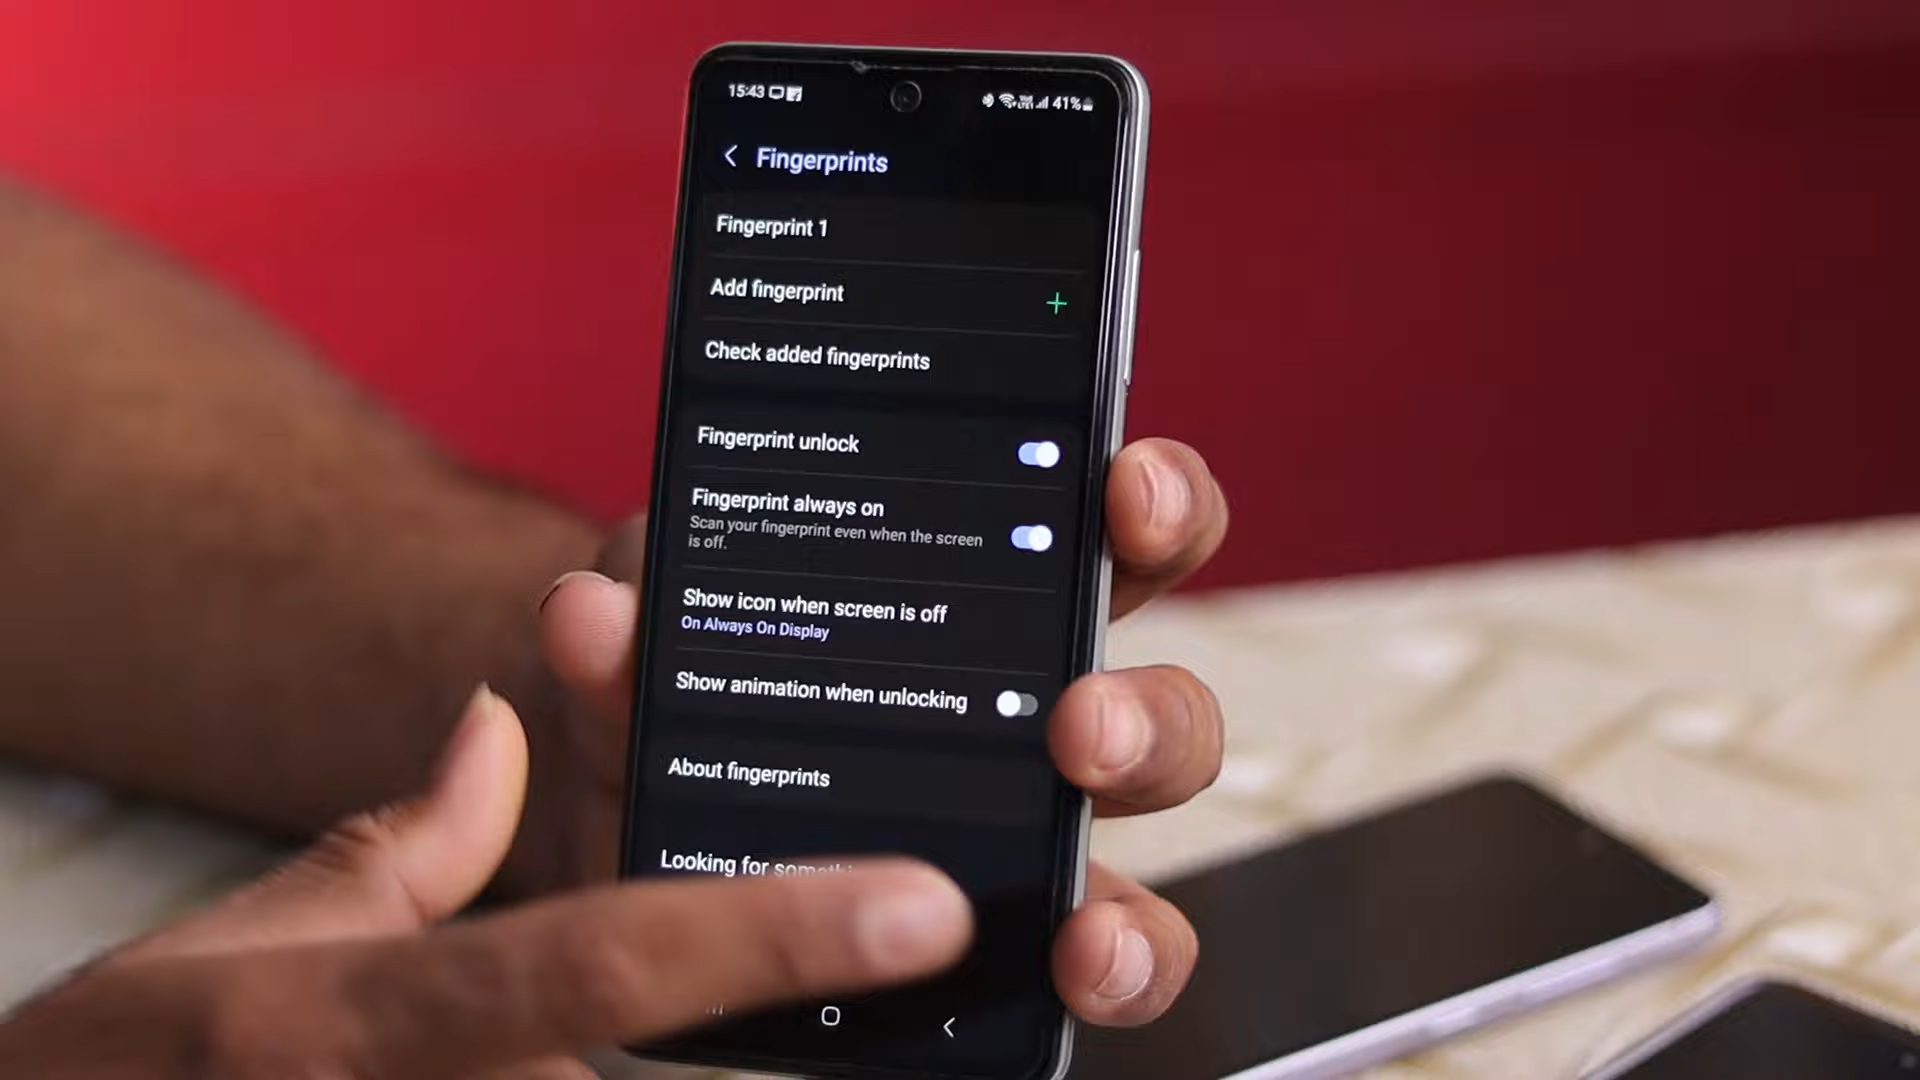 15:43
41%
Fingerprints
Fingerprint 1
Add fingerprint
Check added fingerprints
Fingerprint unlock
Fingerprint always on
Scan your fingerprint even when the screen
is off.
Show icon when screen is off
On Always On Display
Show animation when unlocking
About fingerprints
Looking for